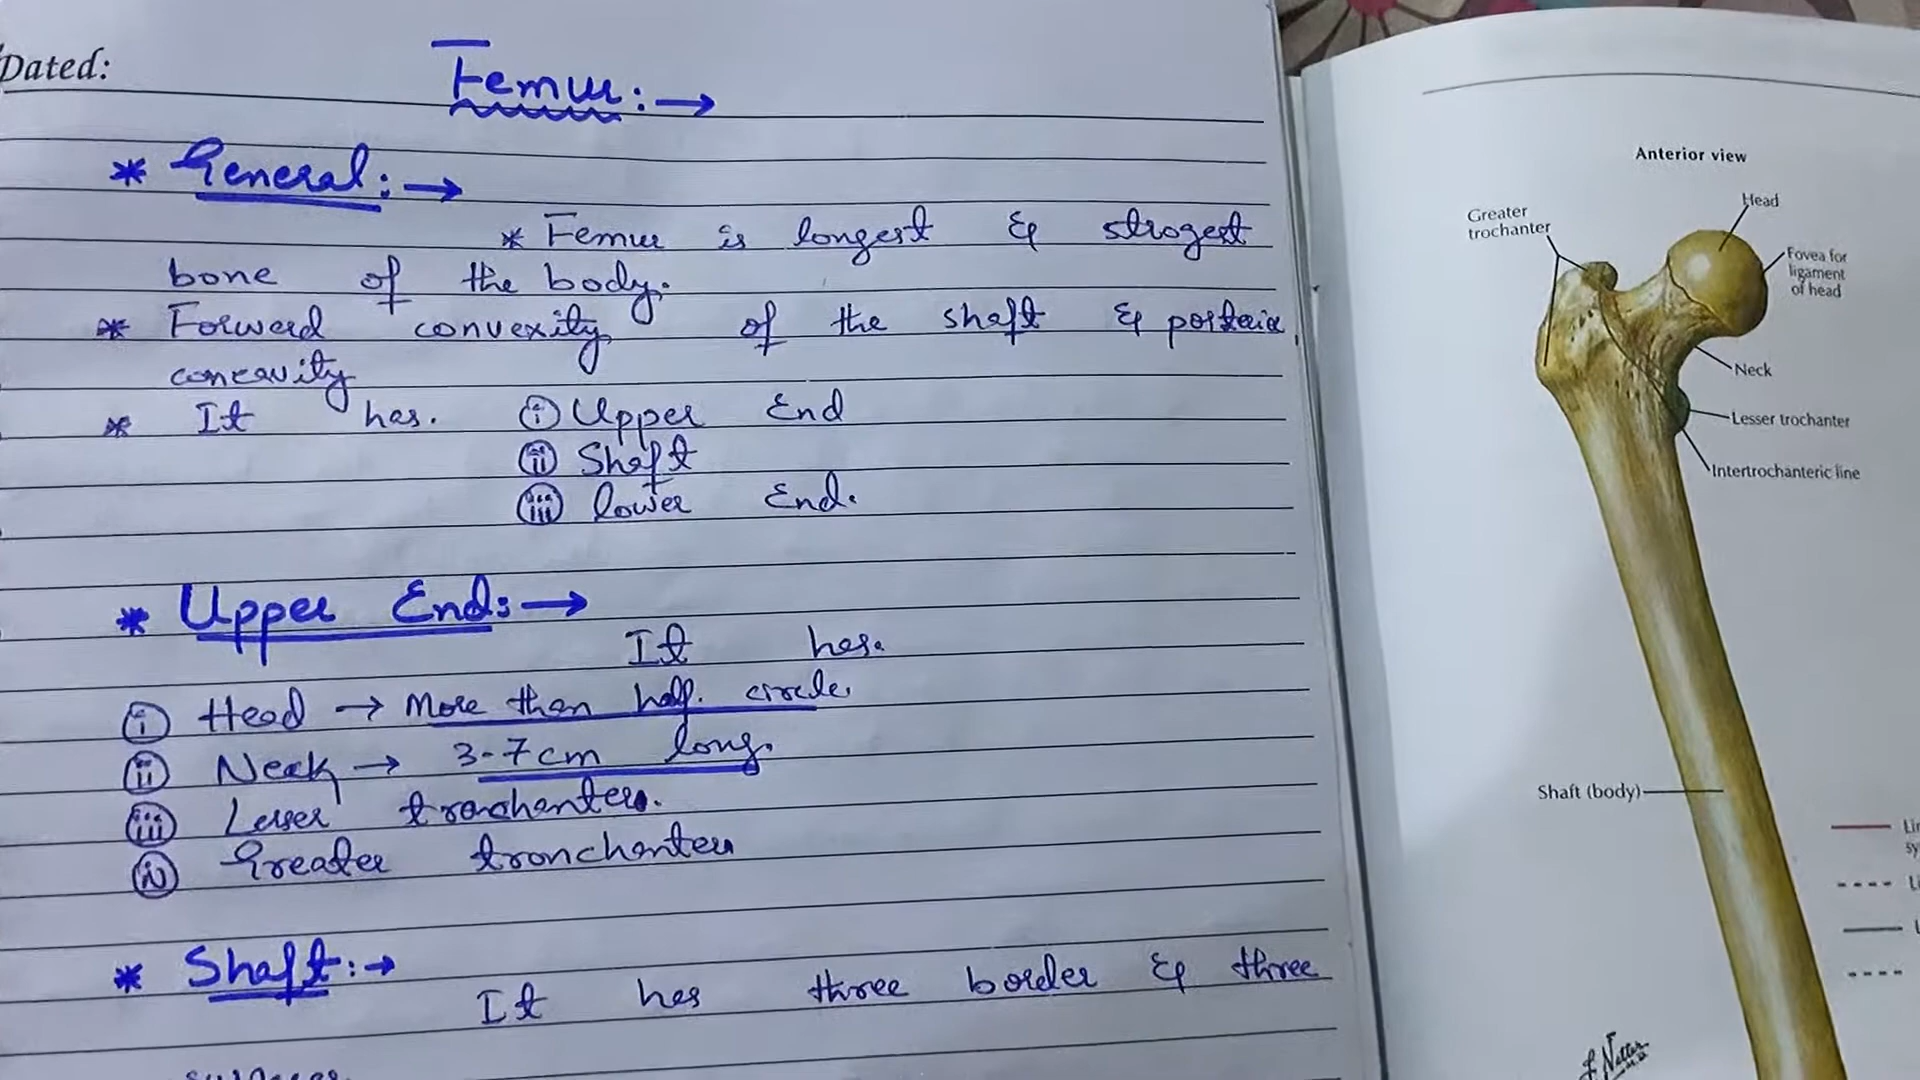 Dated:
Femur:→
* General:→
* Femur is longest & strogest
bone of the body.
* Forward convexity of the shaft & posterior
concavity
* It has. (i) Upper End
(ii) Shaft
(iii) lower End.
* Upper End:→
It has.
(i) Head → More than half. circle.
(ii) Neck → 3-7cm long.
(iii) Lesser tronchanter.
(iv) Greater tronchanter
* Shaft:→
It has three border & three
surfaces.
Anterior view
Greater
trochanter
Head
Fovea for
ligament
of head
Neck
Lesser trochanter
Intertrochanteric line
Shaft (body)
F. Netter